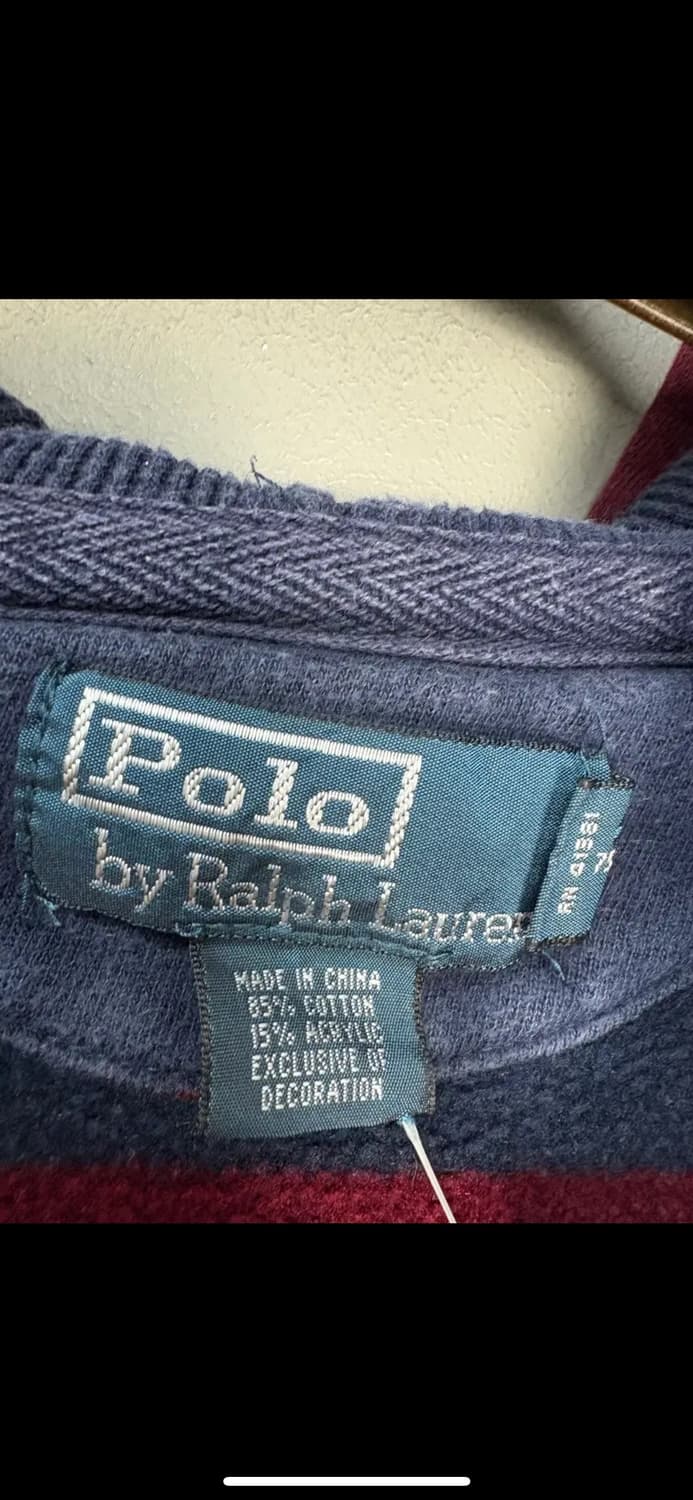 Polo
by Ralph Lauren
MADE IN CHINA
85% COTTON
15% ACRYLIC
EXCLUSIVE OF
DECORATION
RN 41381